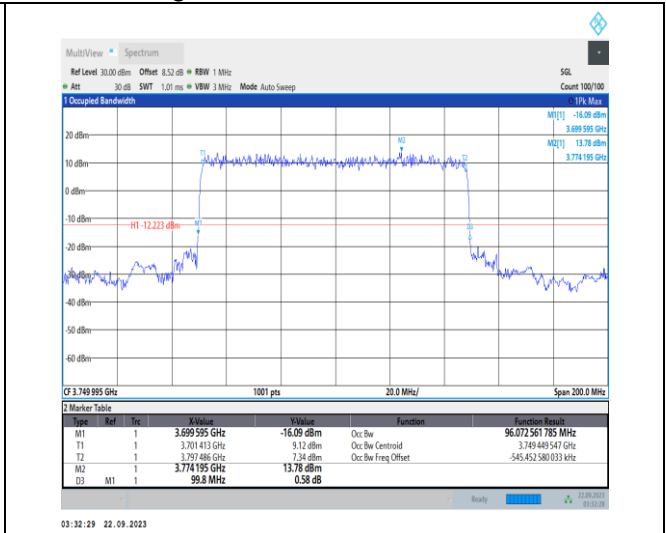 MultiView Spectrum
Ref Level 30.00 dBm Offset 8.52 dB RBW 1 MHz SGL
Att 30 dB SWT 1.01 ms VBW 3 MHz Mode Auto Sweep Count 100/100
1 Occupied Bandwidth 1Pk Max
M1[1] -16.09 dBm
3.699 595 GHz
M2[1] 13.78 dBm
3.774 195 GHz
20 dBm
M2
T1
T2
10 dBm
0 dBm
-10 dBm
H1 -12.223 dBm
M1
D3
-20 dBm
-30 dBm
-40 dBm
-50 dBm
-60 dBm
CF 3.749 995 GHz 1001 pts 20.0 MHz/ Span 200.0 MHz
2 Marker Table
Type Ref Trc X-Value Y-Value Function Function Result
M1 1 3.699 595 GHz -16.09 dBm Occ Bw 96.072 561 785 MHz
T1 1 3.701 413 GHz 9.12 dBm Occ Bw Centroid 3.749 449 547 GHz
T2 1 3.797 486 GHz 7.34 dBm Occ Bw Freq Offset -545.452 580 033 kHz
M2 1 3.774 195 GHz 13.78 dBm
D3 M1 1 99.8 MHz 0.58 dB
Ready 22.09.2023
03:32:28
03:32:29 22.09.2023